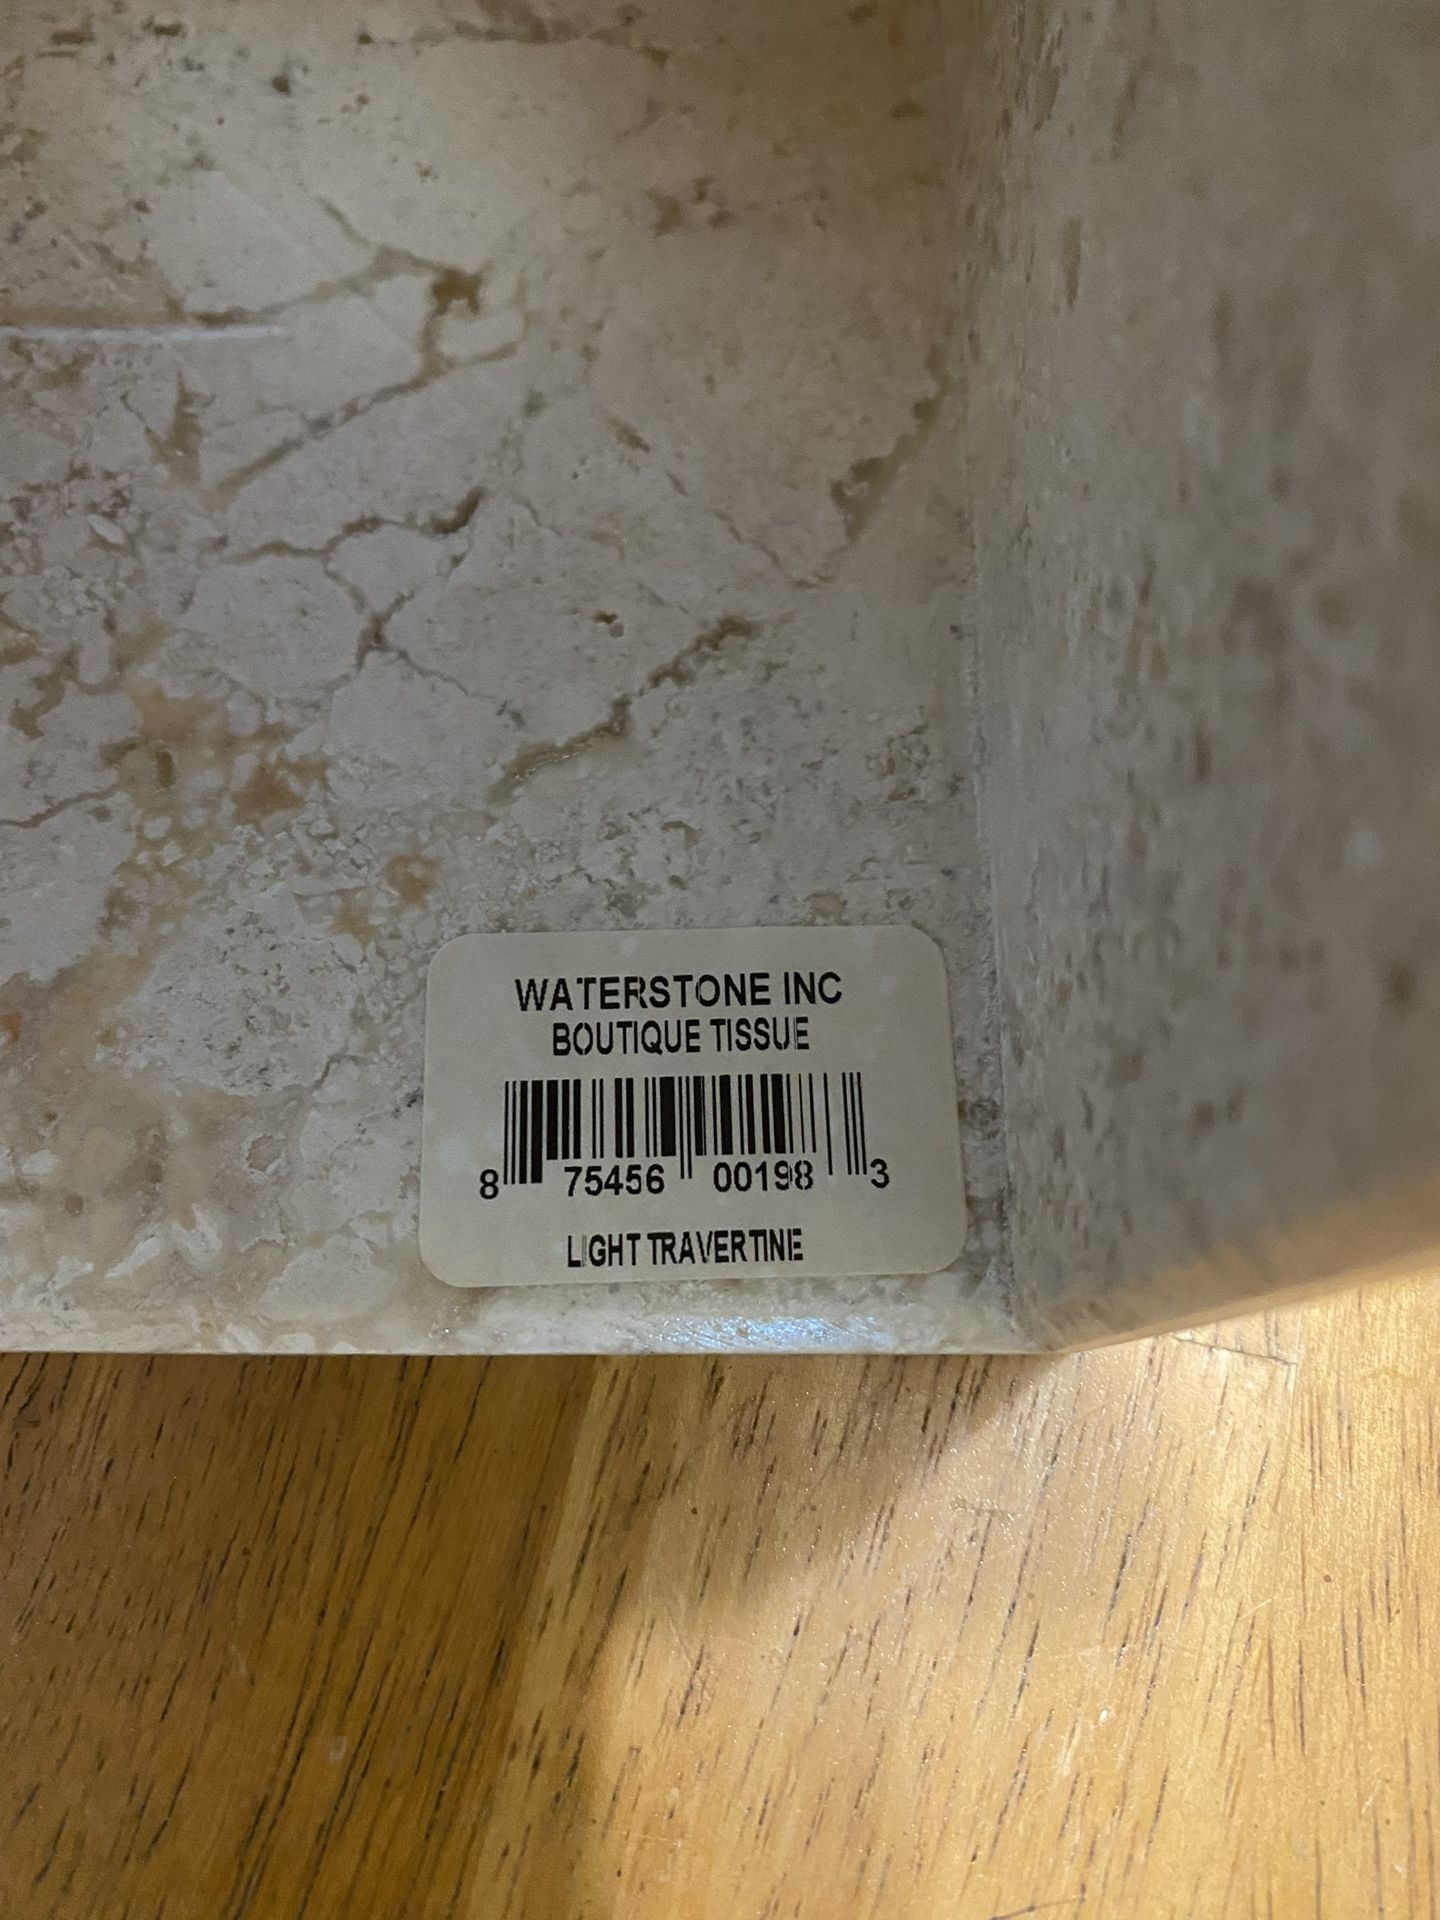 WATERSTONE INC
BOUTIQUE TISSUE
8 75456 00198 3
LIGHT TRAVERTINE